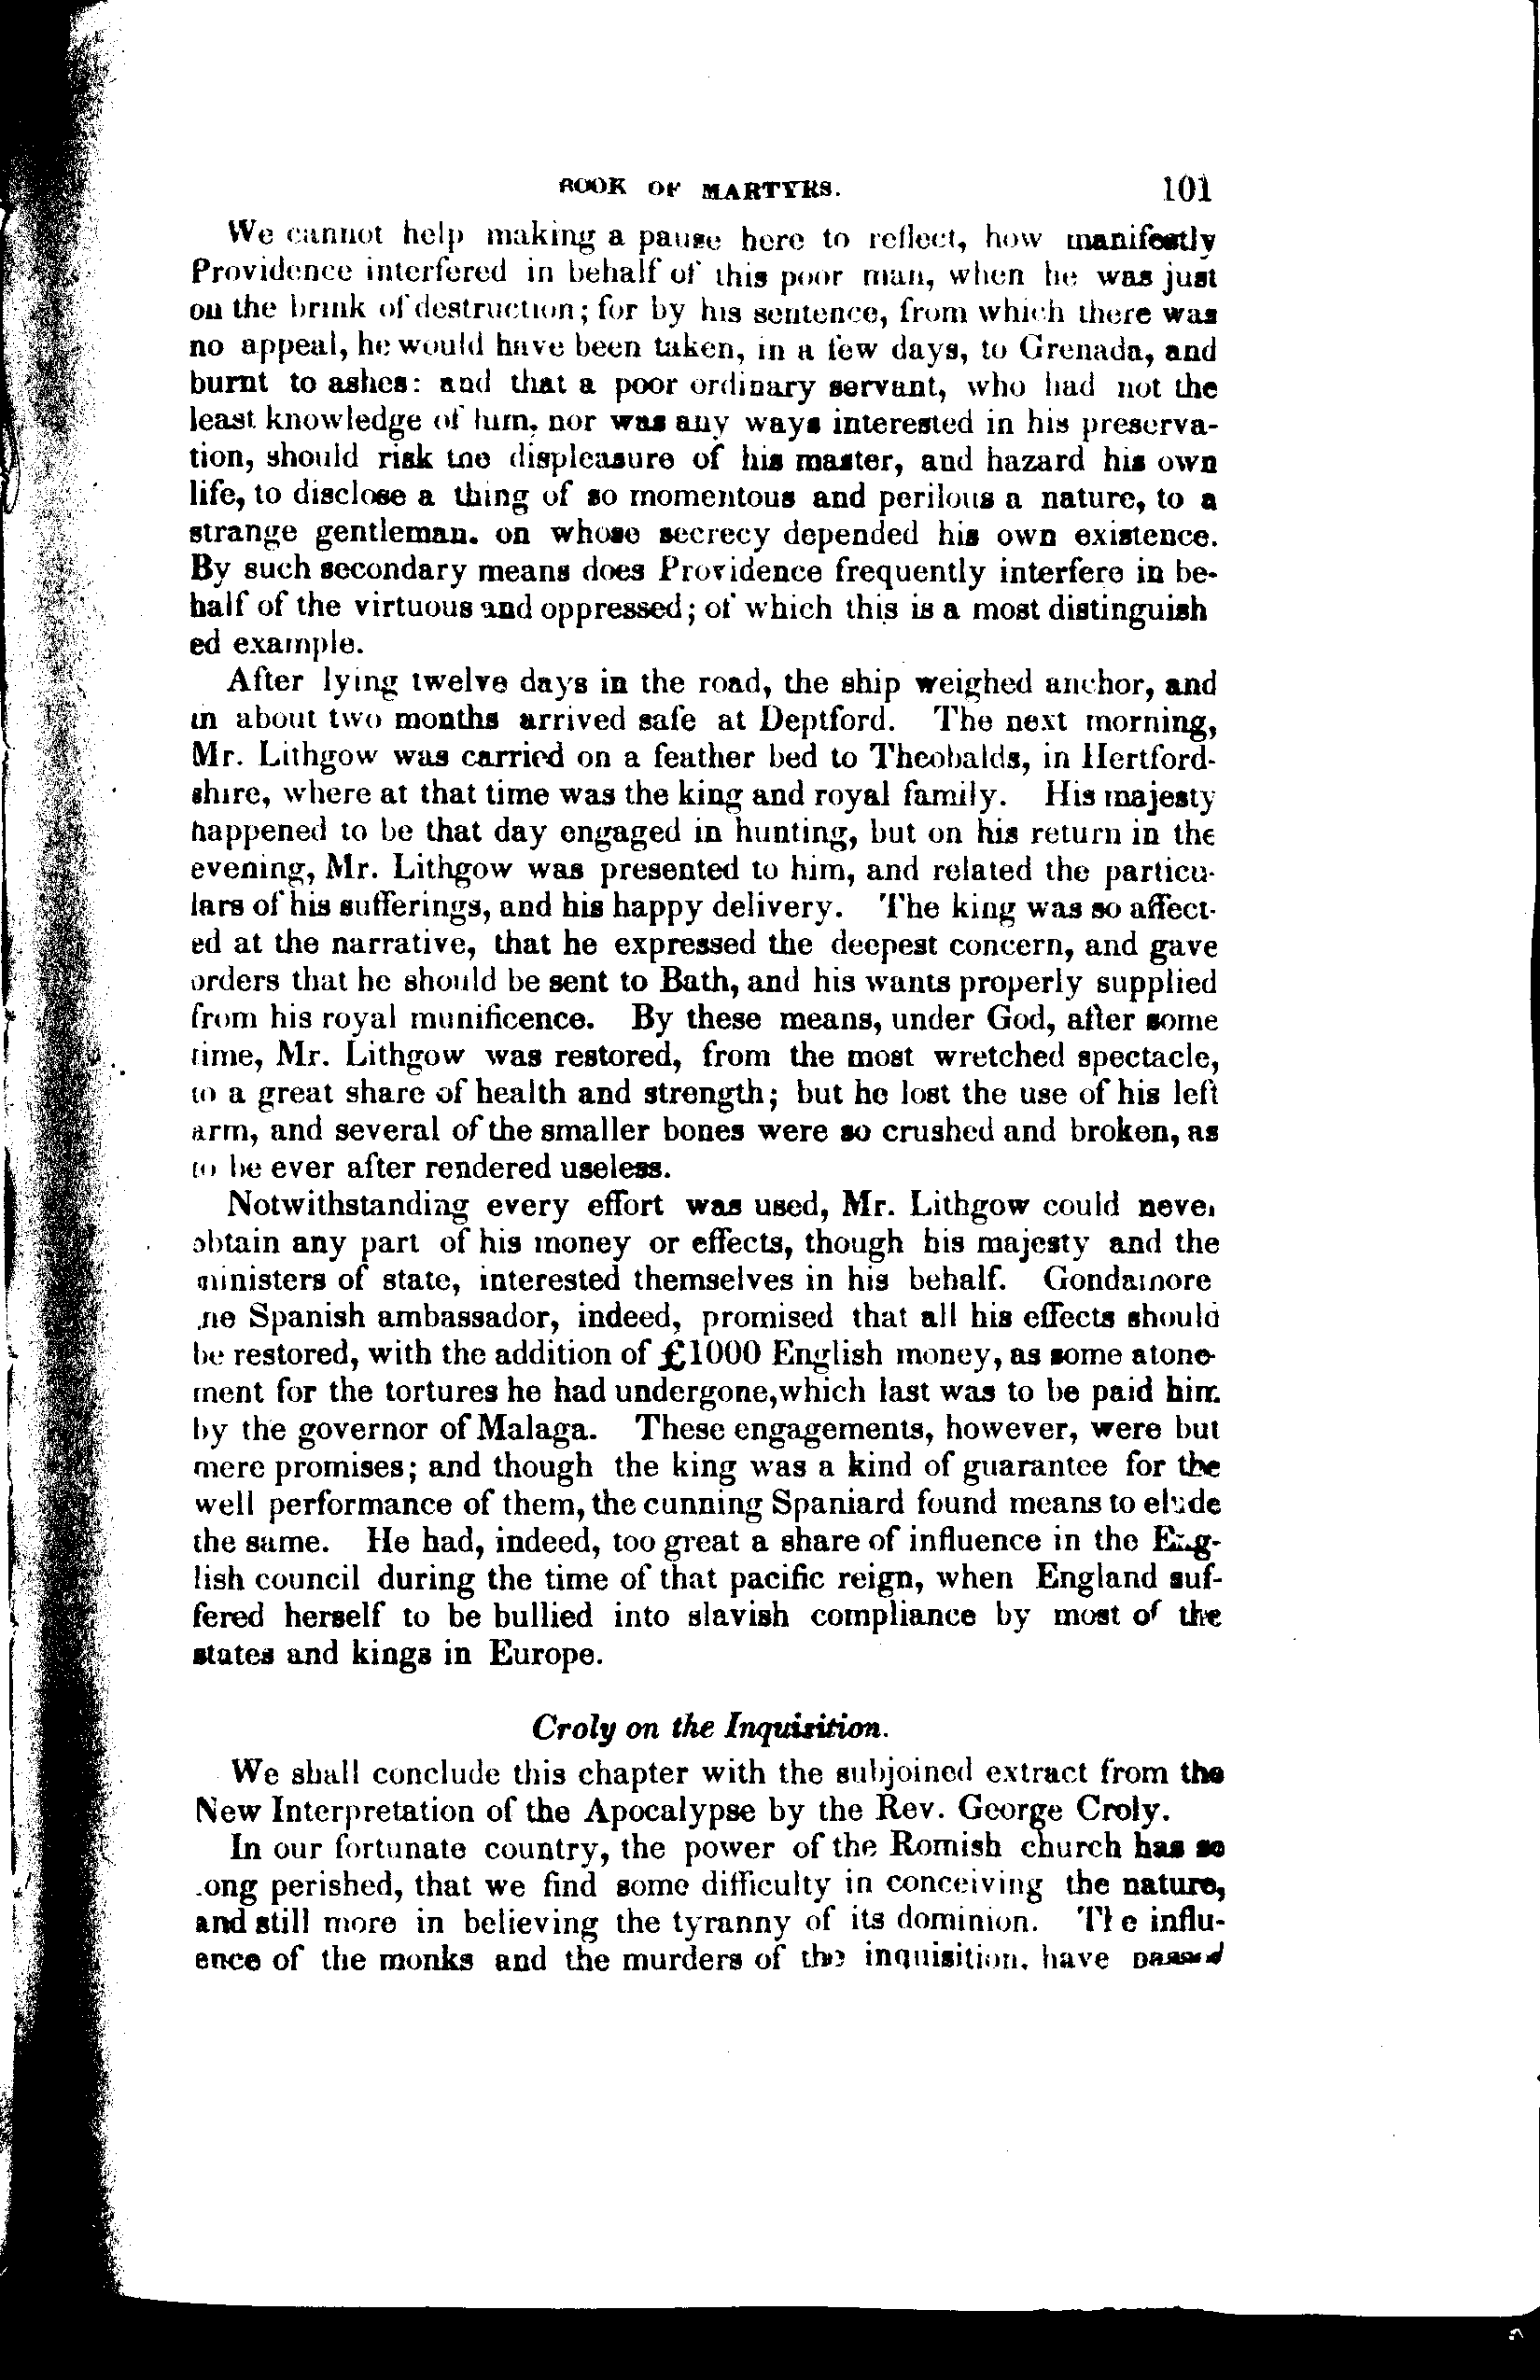 BOOK OF MARTYRS. 101
We cannot help making a pause here to reflect, how manifestly
Providence interfered in behalf of this poor man, when he was just
on the brink of destruction; for by his sentence, from which there was
no appeal, he would have been taken, in a few days, to Grenada, and
burnt to ashes: and that a poor ordinary servant, who had not the
least knowledge of him, nor was any ways interested in his preserva-
tion, should risk the displeasure of his master, and hazard his own
life, to disclose a thing of so momentous and perilous a nature, to a
strange gentleman. on whose secrecy depended his own existence.
By such secondary means does Providence frequently interfere in be-
half of the virtuous and oppressed; of which this is a most distinguish
ed example.
After lying twelve days in the road, the ship weighed anchor, and
in about two months arrived safe at Deptford. The next morning,
Mr. Lithgow was carried on a feather bed to Theobalds, in Hertford-
shire, where at that time was the king and royal family. His majesty
happened to be that day engaged in hunting, but on his return in the
evening, Mr. Lithgow was presented to him, and related the particu-
lars of his sufferings, and his happy delivery. The king was so affect-
ed at the narrative, that he expressed the deepest concern, and gave
orders that he should be sent to Bath, and his wants properly supplied
from his royal munificence. By these means, under God, after some
time, Mr. Lithgow was restored, from the most wretched spectacle,
to a great share of health and strength; but he lost the use of his left
arm, and several of the smaller bones were so crushed and broken, as
to be ever after rendered useless.
Notwithstanding every effort was used, Mr. Lithgow could never
obtain any part of his money or effects, though his majesty and the
ministers of state, interested themselves in his behalf. Gondamore
the Spanish ambassador, indeed, promised that all his effects should
be restored, with the addition of £1000 English money, as some atone-
ment for the tortures he had undergone,which last was to be paid him
by the governor of Malaga. These engagements, however, were but
mere promises; and though the king was a kind of guarantee for the
well performance of them, the cunning Spaniard found means to elude
the same. He had, indeed, too great a share of influence in the Eng-
lish council during the time of that pacific reign, when England suf-
fered herself to be bullied into slavish compliance by most of the
states and kings in Europe.
Croly on the Inquisition.
We shall conclude this chapter with the subjoined extract from the
New Interpretation of the Apocalypse by the Rev. George Croly.
In our fortunate country, the power of the Romish church has so
long perished, that we find some difficulty in conceiving the nature,
and still more in believing the tyranny of its dominion. The influ-
ence of the monks and the murders of the inquisition. have passed